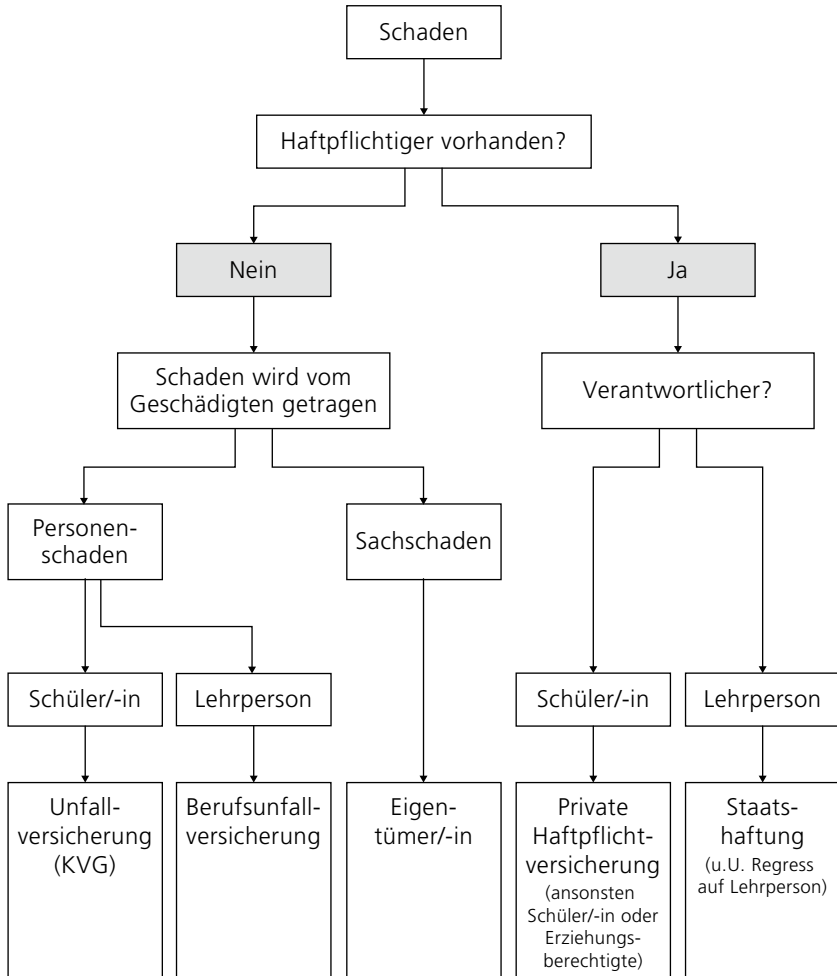 Schaden
Haftpflichtiger vorhanden?
Nein
Ja
Schaden wird vom
Geschädigten getragen
Verantwortlicher?
Personen-
schaden
Sachschaden
Schüler/-in
Lehrperson
Schüler/-in
Lehrperson
Unfall-
versicherung
(KVG)
Berufsunfall-
versicherung
Eigen-
tümer/-in
Private
Haftpflicht-
versicherung
(ansonsten
Schüler/-in oder
Erziehungs-
berechtigte)
Staats-
haftung
(u.U. Regress
auf Lehrperson)